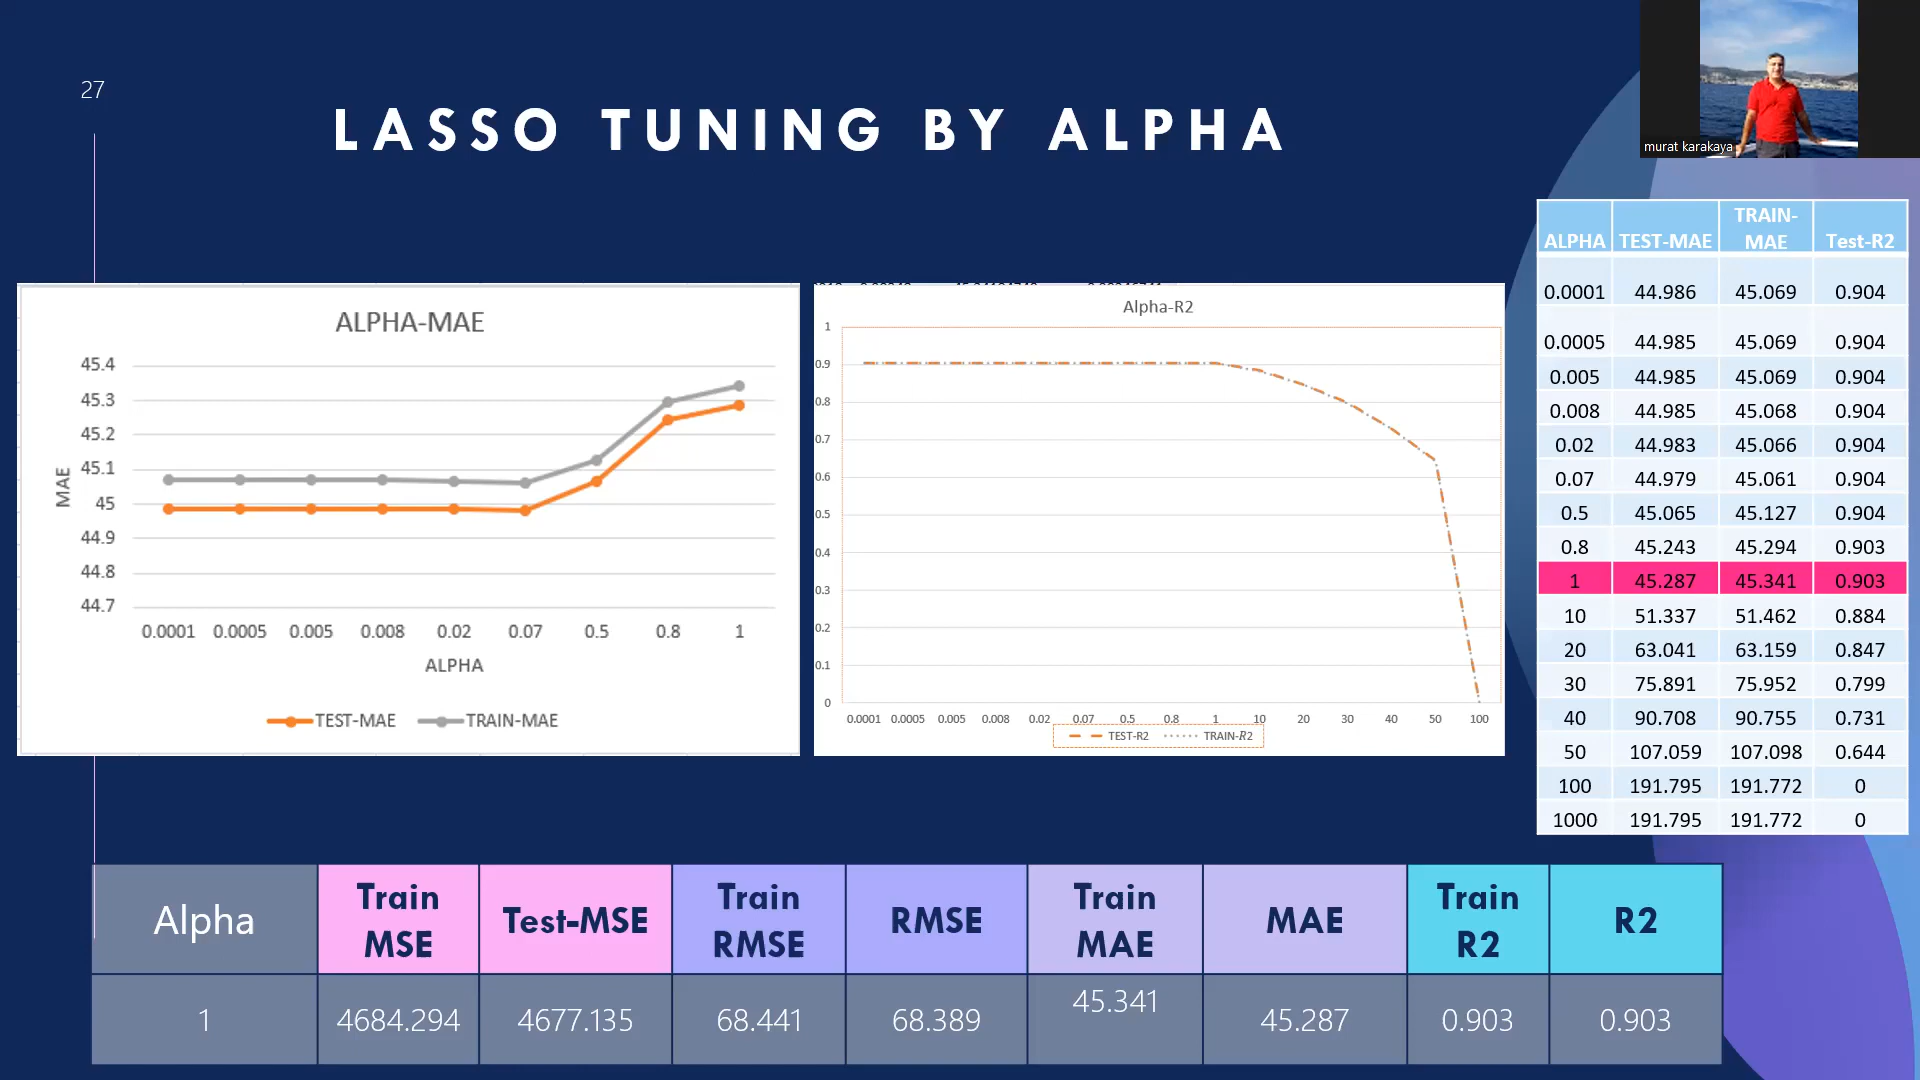 27
LASSO TUNING BY ALPHA
murat karakaya
ALPHA-MAE
45.4
45.3
45.2
45.1
45
44.9
44.8
44.7
MAE
0.0001 0.0005 0.005 0.008 0.02 0.07 0.5 0.8 1
ALPHA
TEST-MAE TRAIN-MAE
Alpha-R2
1
0.9
0.8
0.7
0.6
0.5
0.4
0.3
0.2
0.1
0
0.0001 0.0005 0.005 0.008 0.02 0.07 0.5 0.8 1 10 20 30 40 50 100
TEST-R2 TRAIN-R2
ALPHA TEST-MAE TRAIN-MAE Test-R2
0.0001 44.986 45.069 0.904
0.0005 44.985 45.069 0.904
0.005 44.985 45.069 0.904
0.008 44.985 45.068 0.904
0.02 44.983 45.066 0.904
0.07 44.979 45.061 0.904
0.5 45.065 45.127 0.904
0.8 45.243 45.294 0.903
1 45.287 45.341 0.903
10 51.337 51.462 0.884
20 63.041 63.159 0.847
30 75.891 75.952 0.799
40 90.708 90.755 0.731
50 107.059 107.098 0.644
100 191.795 191.772 0
1000 191.795 191.772 0
Alpha Train MSE Test-MSE Train RMSE RMSE Train MAE MAE Train R2 R2
1 4684.294 4677.135 68.441 68.389 45.341 45.287 0.903 0.903